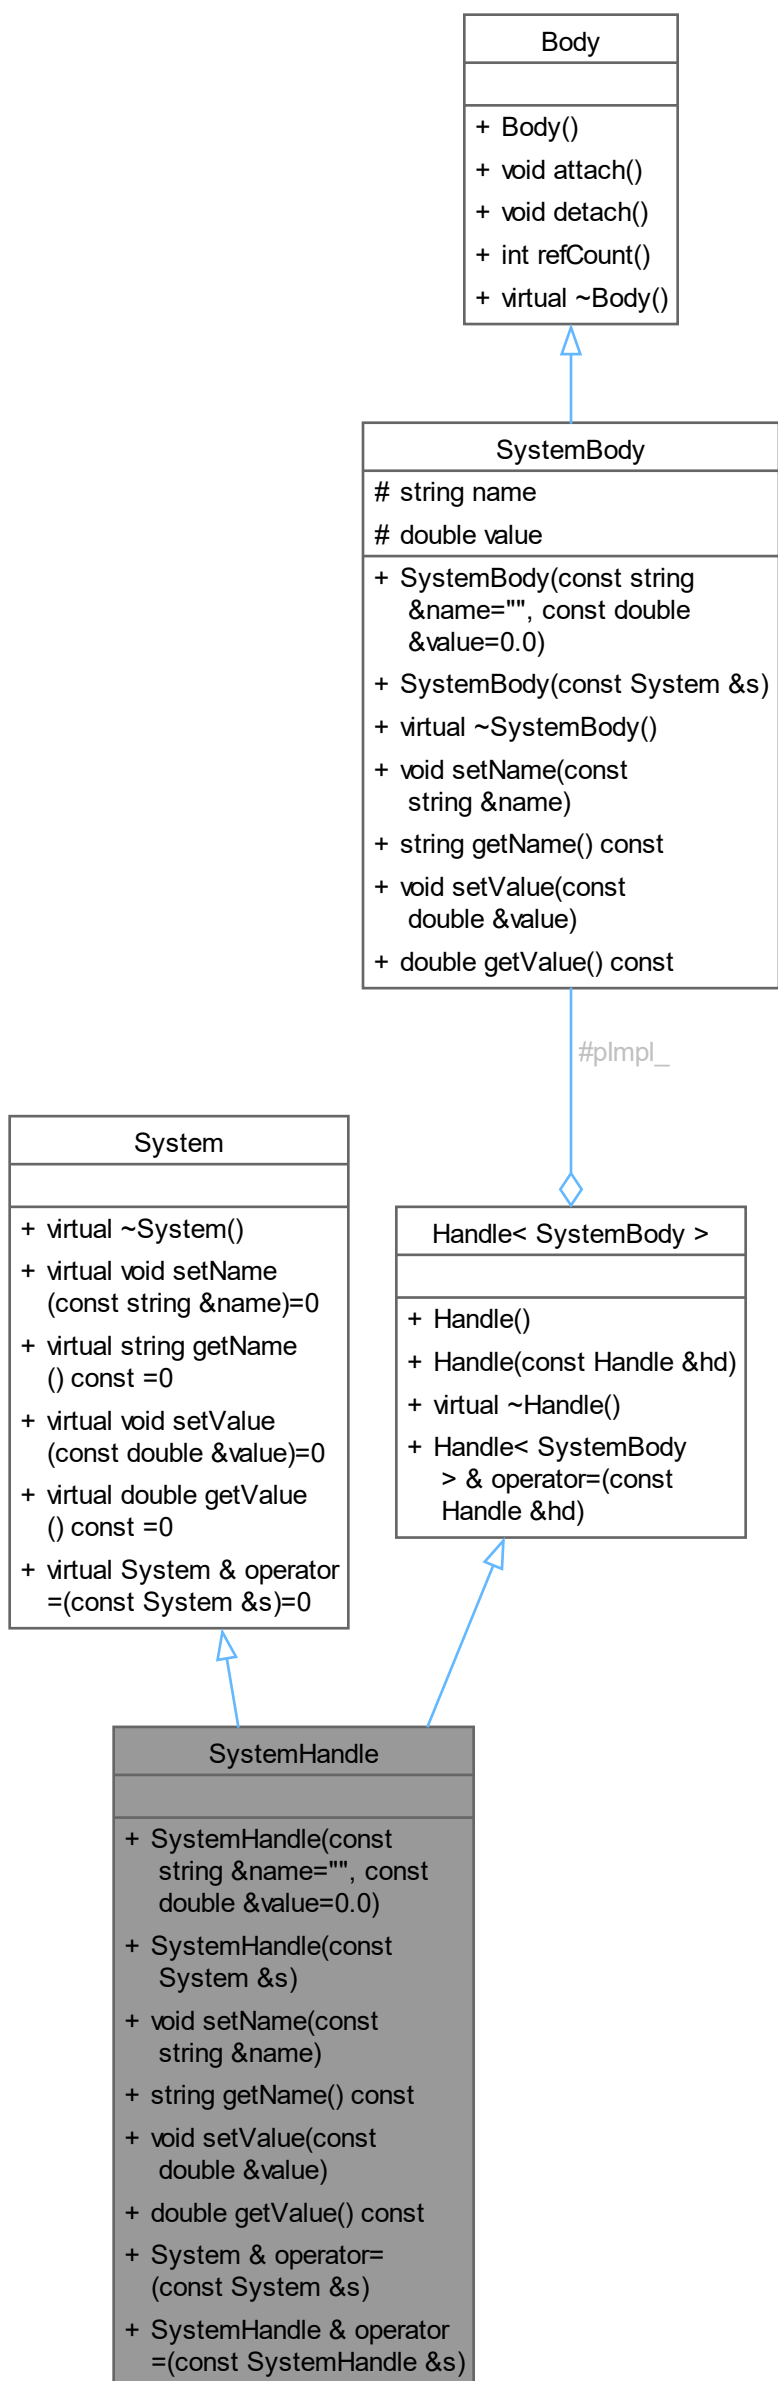 Body
+ Body()
+ void attach()
+ void detach()
+ int refCount()
+ virtual ~Body()
SystemBody
# string name
# double value
+ SystemBody(const string
&name="", const double
&value=0.0)
+ SystemBody(const System &s)
+ virtual ~SystemBody()
+ void setName(const
string &name)
+ string getName() const
+ void setValue(const
double &value)
+ double getValue() const
#pImpl_
System
+ virtual ~System()
+ virtual void setName
(const string &name)=0
+ virtual string getName
() const =0
+ virtual void setValue
(const double &value)=0
+ virtual double getValue
() const =0
+ virtual System & operator
=(const System &s)=0
Handle< SystemBody >
+ Handle()
+ Handle(const Handle &hd)
+ virtual ~Handle()
+ Handle< SystemBody
> & operator=(const
Handle &hd)
SystemHandle
+ SystemHandle(const
string &name="", const
double &value=0.0)
+ SystemHandle(const
System &s)
+ void setName(const
string &name)
+ string getName() const
+ void setValue(const
double &value)
+ double getValue() const
+ System & operator=
(const System &s)
+ SystemHandle & operator
=(const SystemHandle &s)